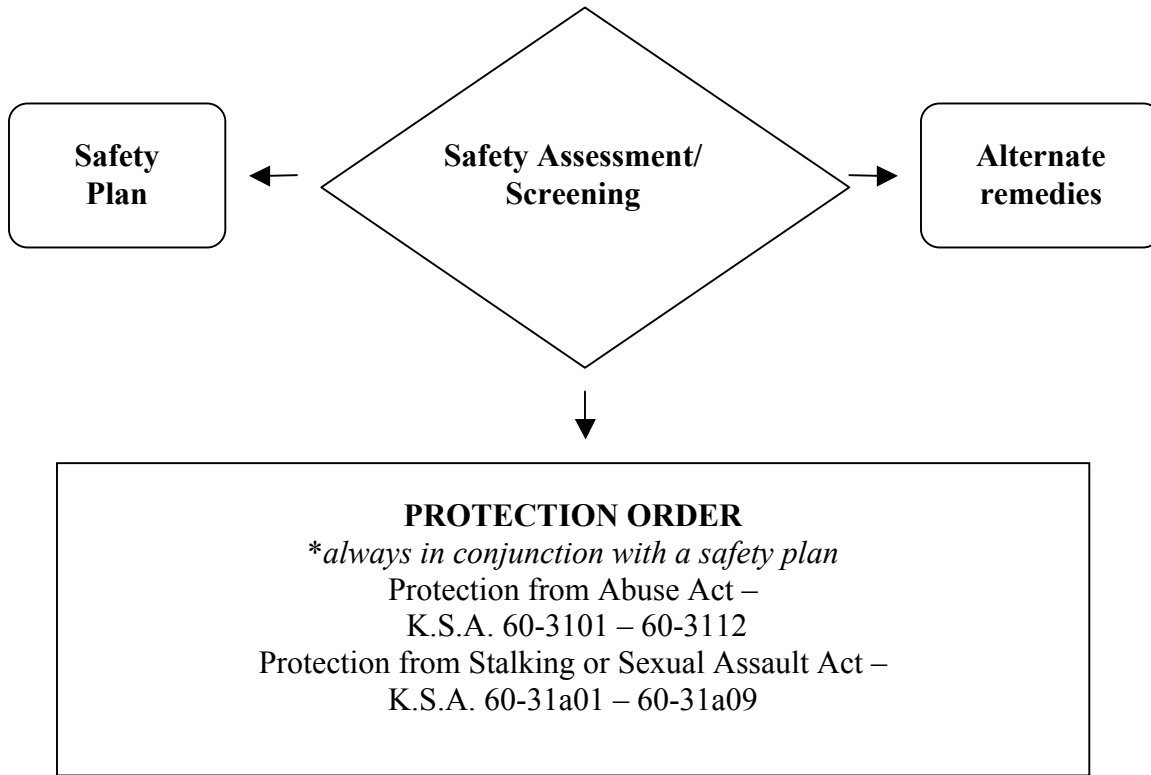 Safety
Plan
Safety Assessment/
Screening
Alternate
remedies
PROTECTION ORDER
*always in conjunction with a safety plan
Protection from Abuse Act –
K.S.A. 60-3101 – 60-3112
Protection from Stalking or Sexual Assault Act –
K.S.A. 60-31a01 – 60-31a09